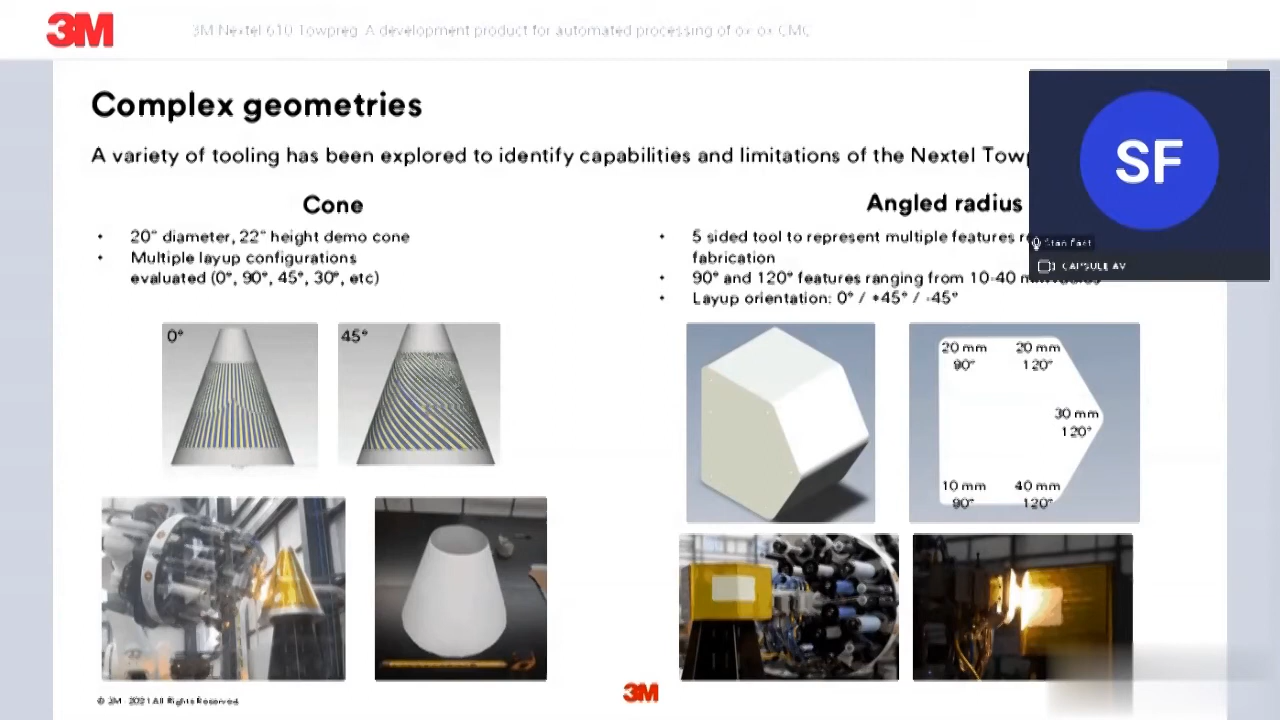 3M
3M Nextel 610 Towpreg A development product for automated processing of ox ox CMC
Complex geometries
A variety of tooling has been explored to identify capabilities and limitations of the Nextel
SF
Stan Fast
CAPSULE AV
Cone
• 20" diameter, 22" height demo cone
• Multiple layup configurations
evaluated (0°, 90°, 45°, 30°, etc)
Angled radius
• 5 sided tool to represent multiple features
fabrication
• 90° and 120° features ranging from 10-40
• Layup orientation: 0° / +45° / -45°
0°
45°
20 mm
90°
20 mm
120°
30 mm
120°
10 mm
90°
40 mm
120°
© 3M 2021 All Rights Reserved
3M